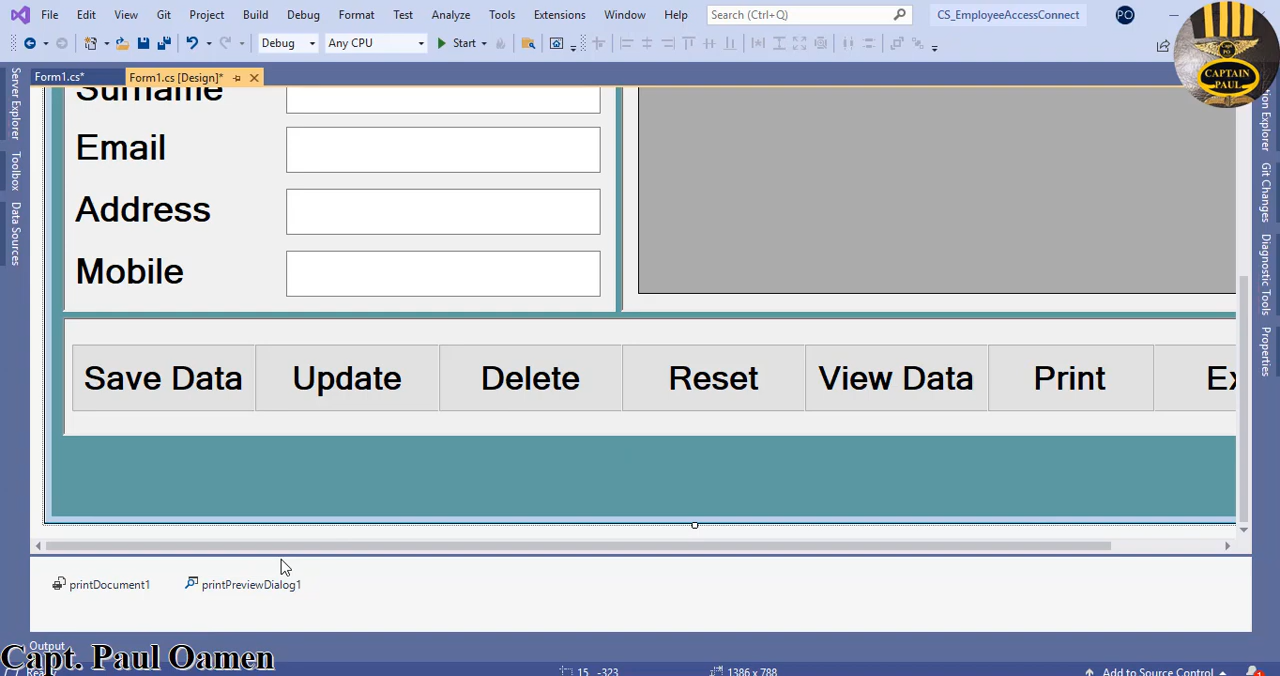 File Edit View Git Project Build Debug Format Test Analyze Tools Extensions Window Help Search (Ctrl+Q) CS_EmployeeAccessConnect PO
Debug Any CPU Start
Form1.cs* Form1.cs [Design]*
CAPTAIN
PAUL
Server Explorer
Toolbox
Data Sources
Surname
Email
Address
Mobile
Save Data Update Delete Reset View Data Print Ex
Git Changes
Diagnostic Tools
Properties
printDocument1 printPreviewDialog1
Output
Capt. Paul Oamen
15, -323 1386 x 788 Add to Source Control